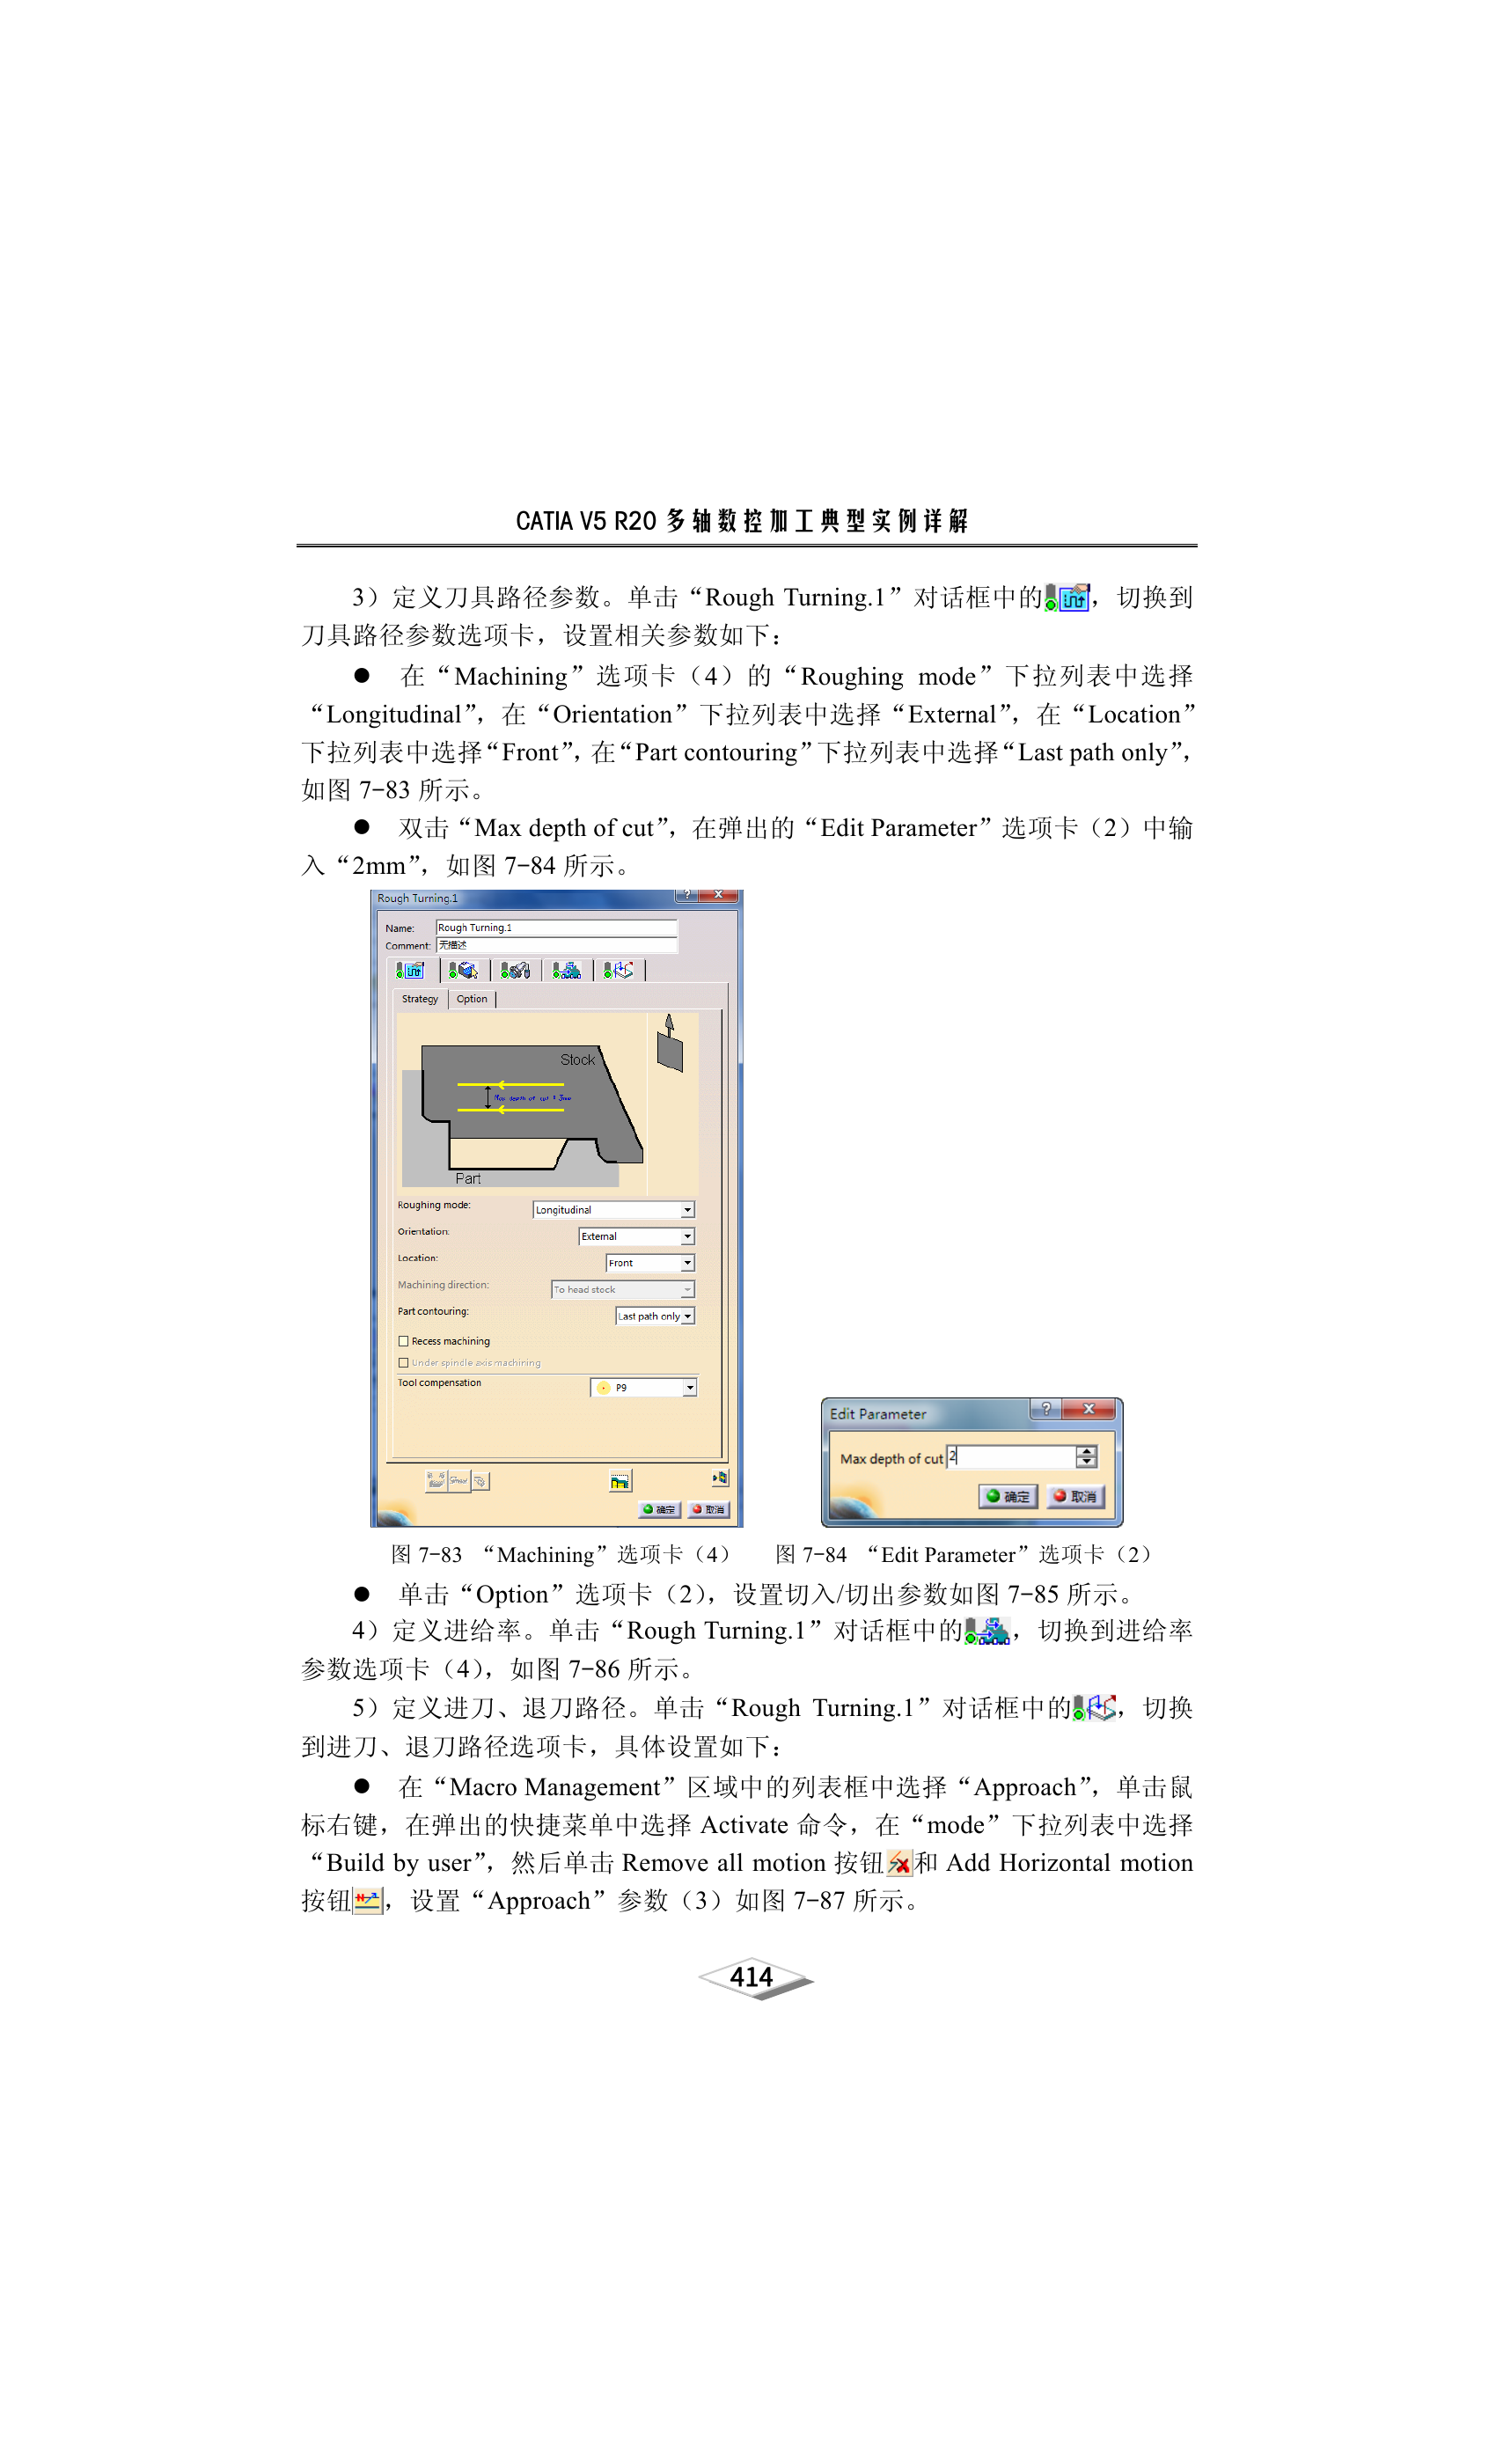 CATIA V5 R20 多轴数控加工典型实例详解
3）定义刀具路径参数。单击“Rough Turning.1”对话框中的，切换到
刀具路径参数选项卡，设置相关参数如下：
● 在“Machining”选项卡（4）的“Roughing mode”下拉列表中选择
“Longitudinal”，在“Orientation”下拉列表中选择“External”，在“Location”
下拉列表中选择“Front”，在“Part contouring”下拉列表中选择“Last path only”，
如图 7-83 所示。
● 双击“Max depth of cut”，在弹出的“Edit Parameter”选项卡（2）中输
入“2mm”，如图 7-84 所示。
Rough Turning.1
Name: Rough Turning.1
Comment: 无描述
Strategy Option
Stock
Max depth of cut
Part
Roughing mode: Longitudinal
Orientation: External
Location: Front
Machining direction: To head stock
Part contouring: Last path only
Recess machining
Under spindle axis machining
Tool compensation P9
确定 取消
Edit Parameter
Max depth of cut 2
确定 取消
图 7-83 “Machining”选项卡（4）
图 7-84 “Edit Parameter”选项卡（2）
● 单击“Option”选项卡（2），设置切入/切出参数如图 7-85 所示。
4）定义进给率。单击“Rough Turning.1”对话框中的，切换到进给率
参数选项卡（4），如图 7-86 所示。
5）定义进刀、退刀路径。单击“Rough Turning.1”对话框中的，切换
到进刀、退刀路径选项卡，具体设置如下：
● 在“Macro Management”区域中的列表框中选择“Approach”，单击鼠
标右键，在弹出的快捷菜单中选择 Activate 命令，在“mode”下拉列表中选择
“Build by user”，然后单击 Remove all motion 按钮和 Add Horizontal motion
按钮，设置“Approach”参数（3）如图 7-87 所示。
414